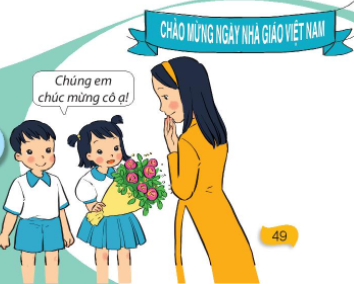 CHÀO MỪNG NGÀY NHÀ GIÁO VIỆT NAM
Chúng em
chúc mừng cô ạ!
49